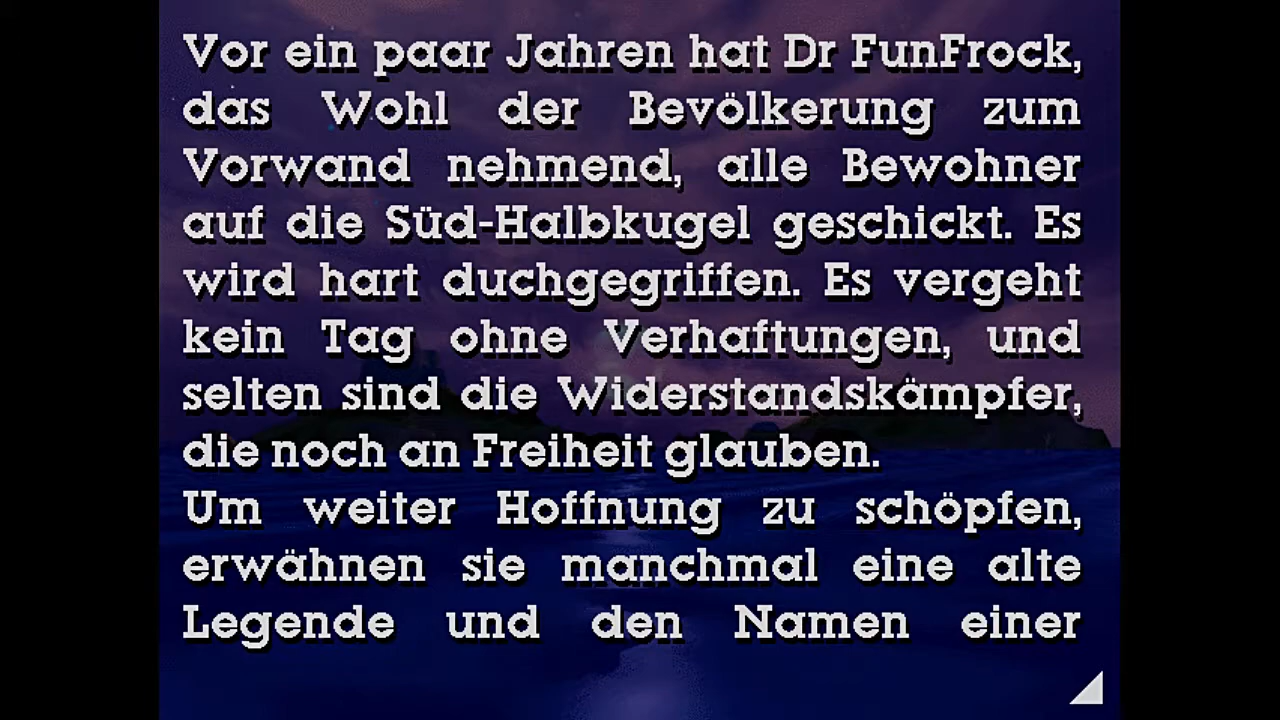 Vor ein paar Jahren hat Dr FunFrock,
das Wohl der Bevölkerung zum
Vorwand nehmend, alle Bewohner
auf die Süd-Halbkugel geschickt. Es
wird hart duchgegriffen. Es vergeht
kein Tag ohne Verhaftungen, und
selten sind die Widerstandskämpfer,
die noch an Freiheit glauben.
Um weiter Hoffnung zu schöpfen,
erwähnen sie manchmal eine alte
Legende und den Namen einer